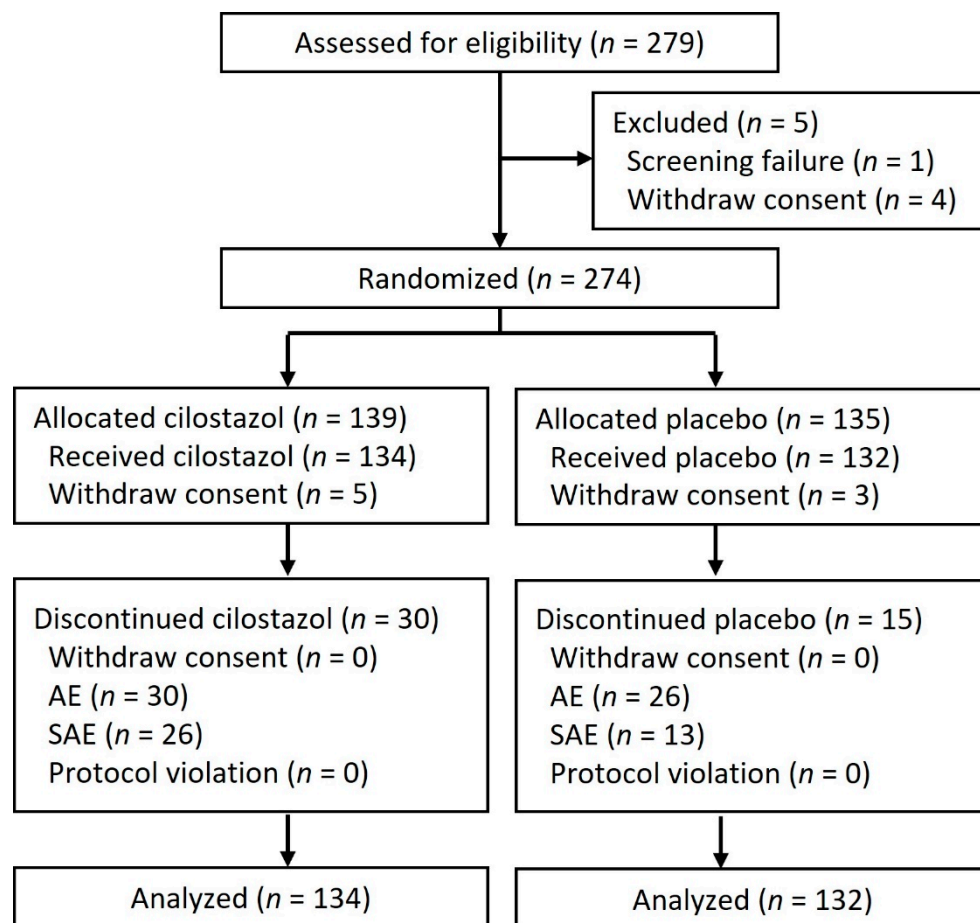 Assessed for eligibility (n = 279)
Excluded (n = 5)
Screening failure (n = 1)
Withdraw consent (n = 4)
Randomized (n = 274)
Allocated cilostazol (n = 139)
Received cilostazol (n = 134)
Withdraw consent (n = 5)
Allocated placebo (n = 135)
Received placebo (n = 132)
Withdraw consent (n = 3)
Discontinued cilostazol (n = 30)
Withdraw consent (n = 0)
AE (n = 30)
SAE (n = 26)
Protocol violation (n = 0)
Discontinued placebo (n = 15)
Withdraw consent (n = 0)
AE (n = 26)
SAE (n = 13)
Protocol violation (n = 0)
Analyzed (n = 134)
Analyzed (n = 132)